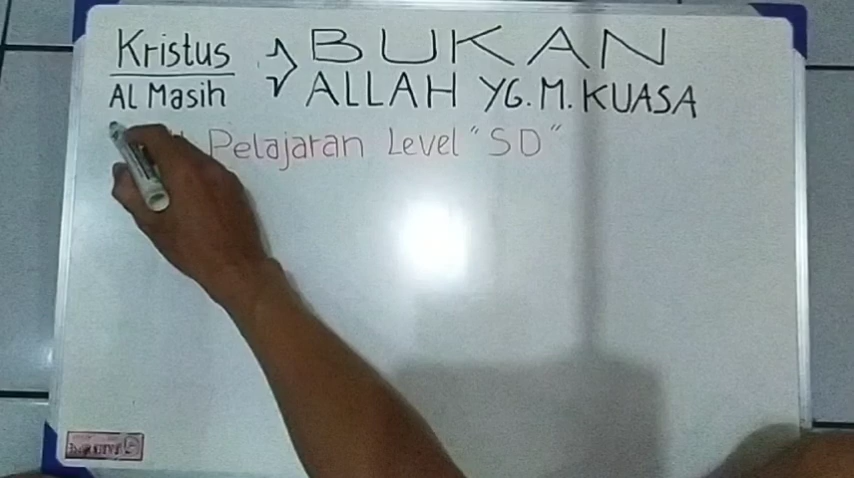 Kristus
Al Masih
BUKAN
ALLAH YG. M. KUASA
Pelajaran Level "SD"